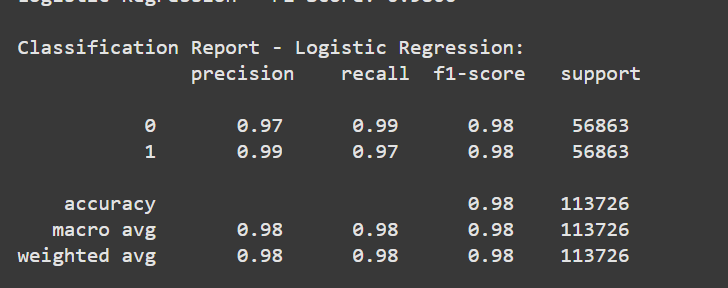 Classification Report - Logistic Regression:
precision recall f1-score support
0 0.97 0.99 0.98 56863
1 0.99 0.97 0.98 56863
accuracy 0.98 113726
macro avg 0.98 0.98 0.98 113726
weighted avg 0.98 0.98 0.98 113726